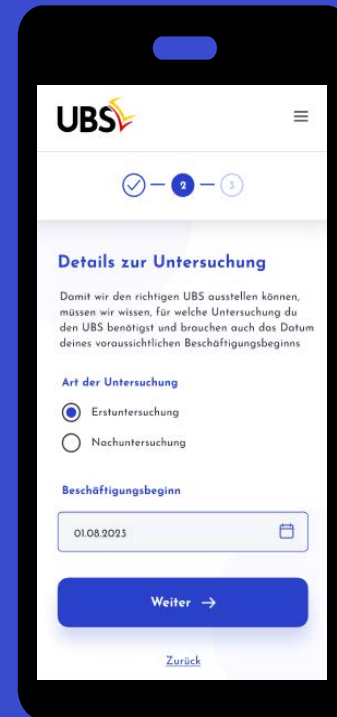 UBS
2
3
Details zur Untersuchung
Damit wir den richtigen UBS ausstellen können,
müssen wir wissen, für welche Untersuchung du
den UBS benötigst und brauchen auch das Datum
deines voraussichtlichen Beschäftigungsbeginns
Art der Untersuchung
Erstuntersuchung
Nachuntersuchung
Beschäftigungsbeginn
01.08.2023
Weiter →
Zurück